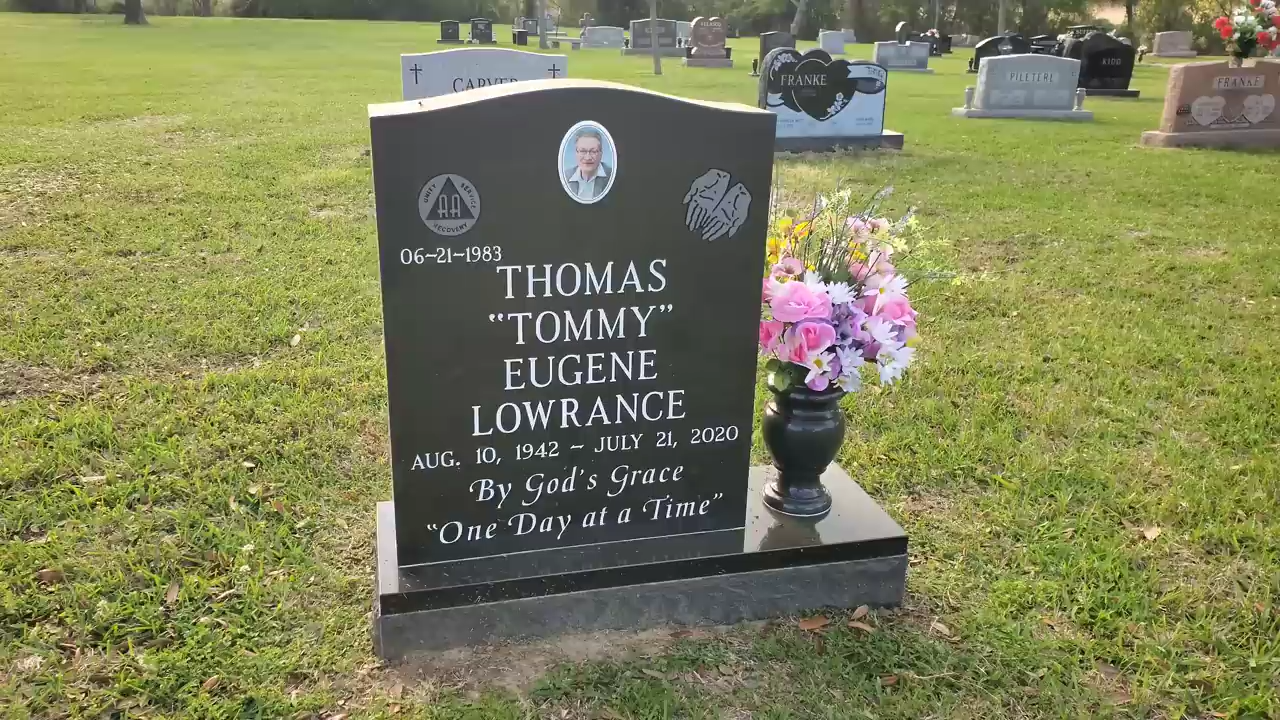 CARVER
FRANKE
PILETERE
KIDD
FRANKE
UNITY SERVICE
AA
RECOVERY
06-21-1983
THOMAS
"TOMMY"
EUGENE
LOWRANCE
AUG. 10, 1942 ~ JULY 21, 2020
By God's Grace
"One Day at a Time"